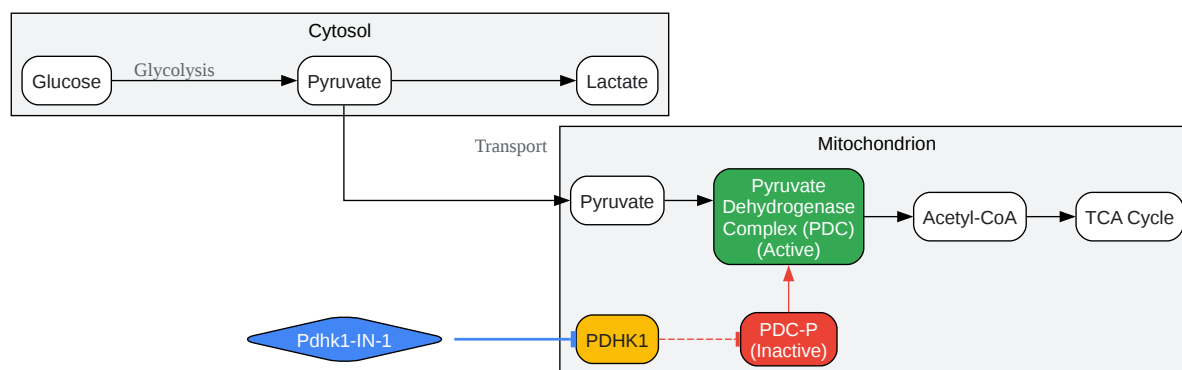 Cytosol
Glucose
Glycolysis
Pyruvate
Lactate
Transport
Mitochondrion
Pyruvate
Pyruvate
Dehydrogenase
Complex (PDC)
(Active)
Acetyl-CoA
TCA Cycle
Pdhk1-IN-1
PDHK1
PDC-P
(Inactive)